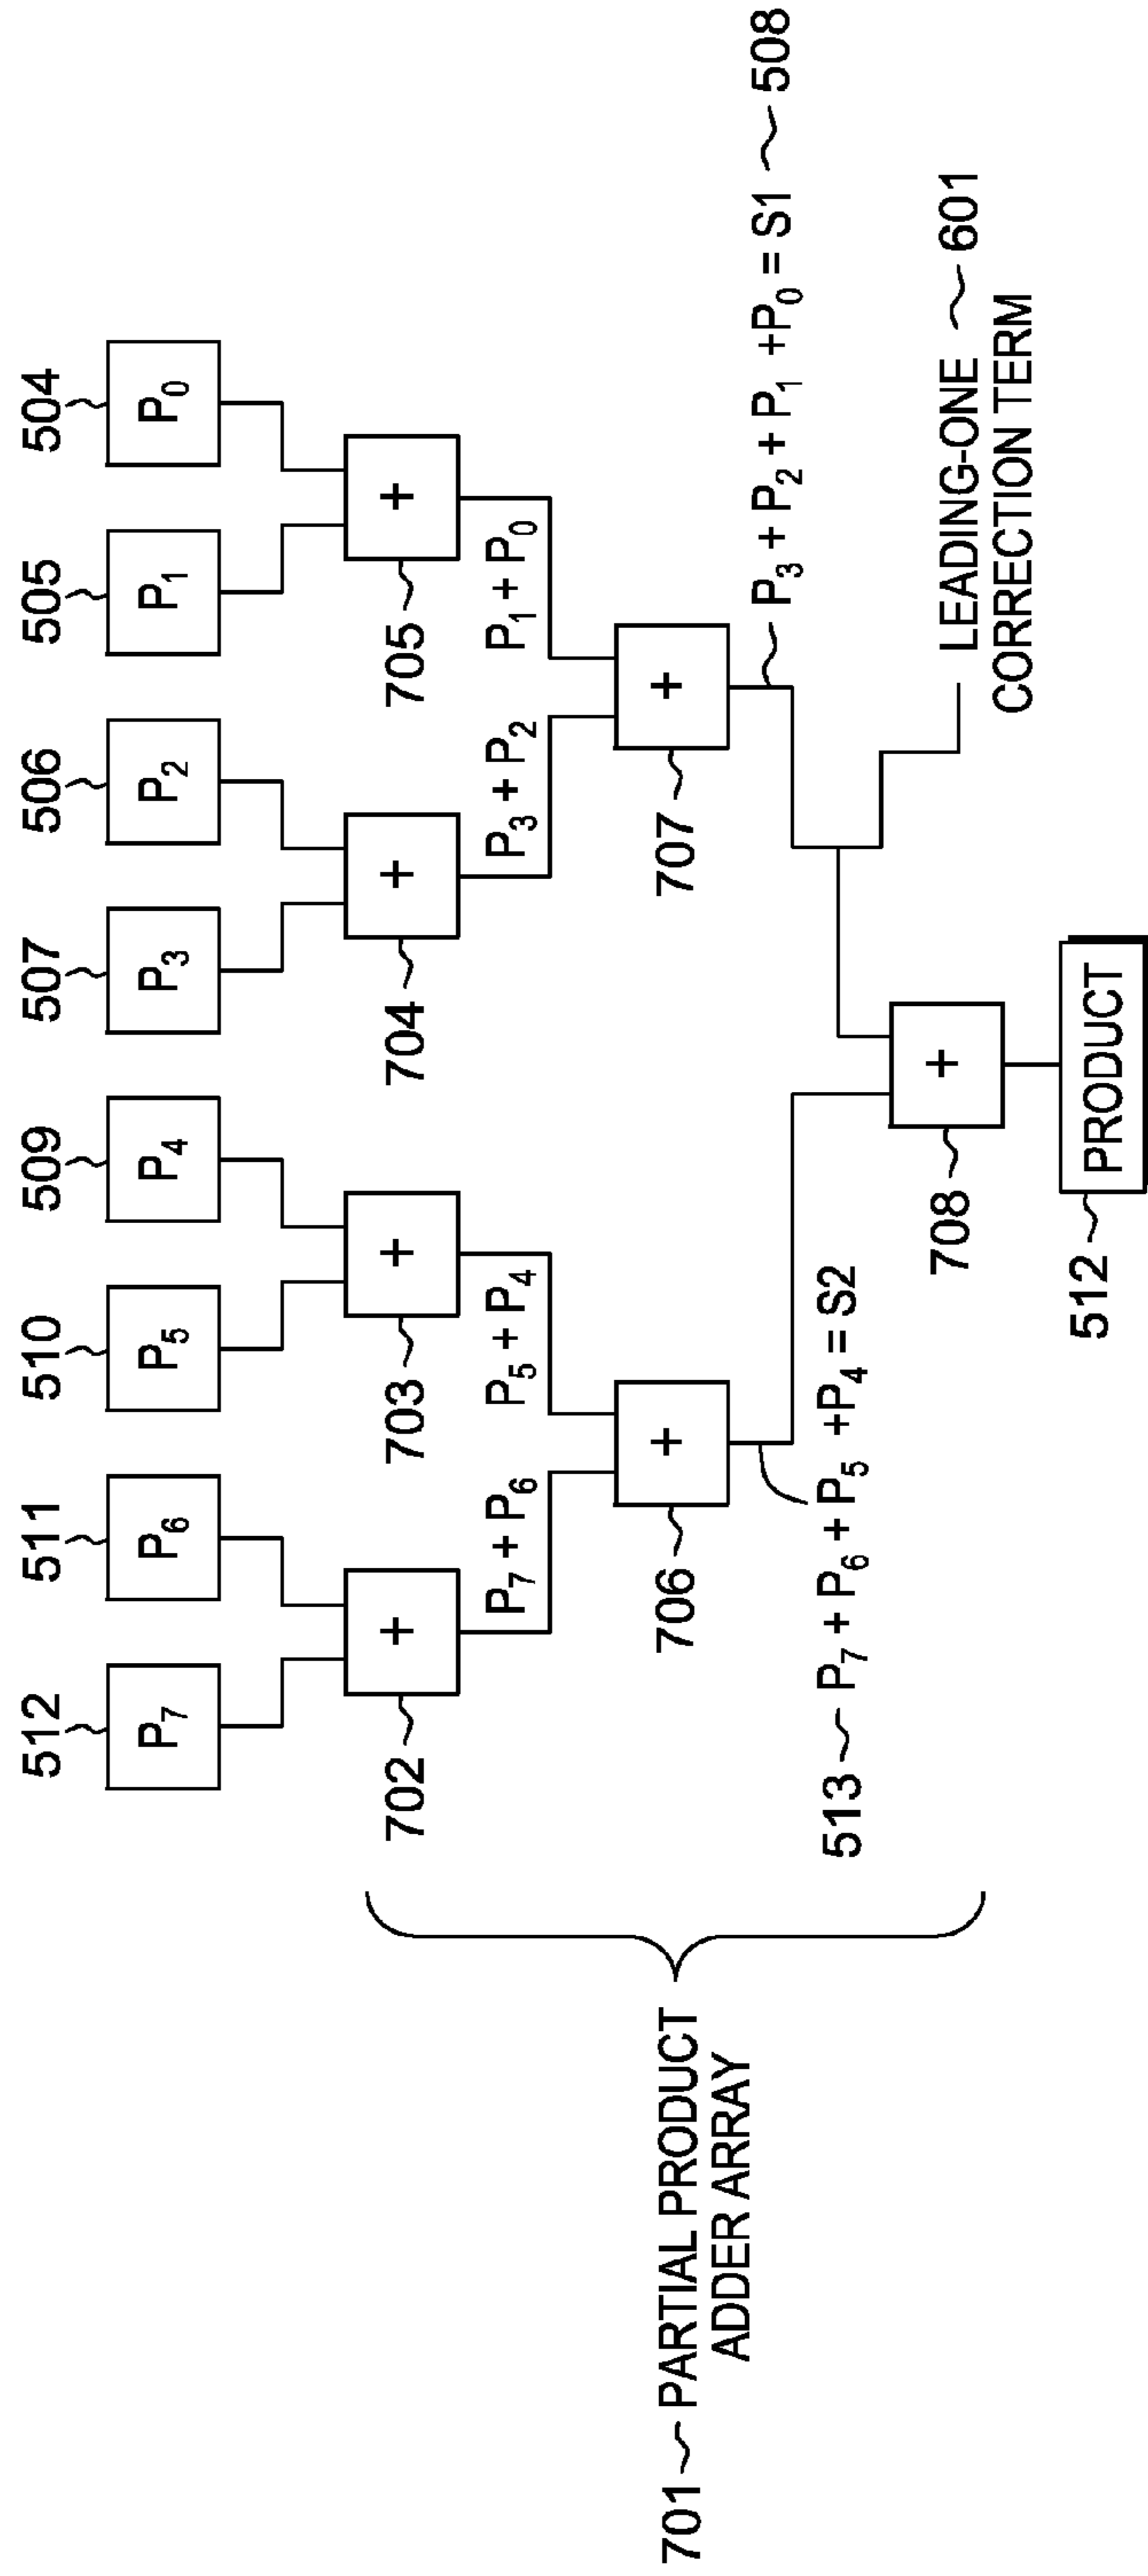 512 511 510 509 507 506 505 504
P₇ P₆ P₅ P₄ P₃ P₂ P₁ P₀
+ + + +
702 703 704 705
P₇ + P₆ P₅ + P₄ P₃ + P₂ P₁ + P₀
+ +
706 707
701 PARTIAL PRODUCT
ADDER ARRAY
P₃ + P₂ + P₁ +P₀ = S1 508
513 P₇ + P₆ + P₅ +P₄ = S2
+
708
LEADING-ONE 601
CORRECTION TERM
512 PRODUCT